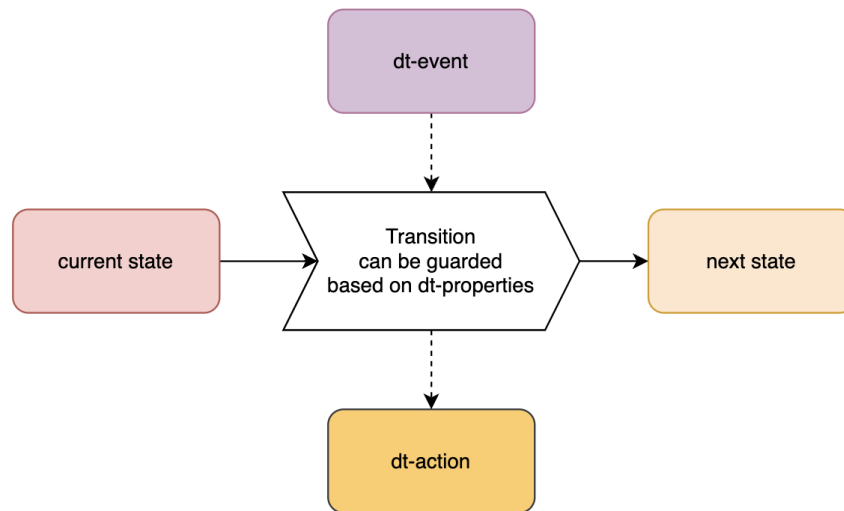 dt-event
current state
Transition
can be guarded
based on dt-properties
next state
dt-action